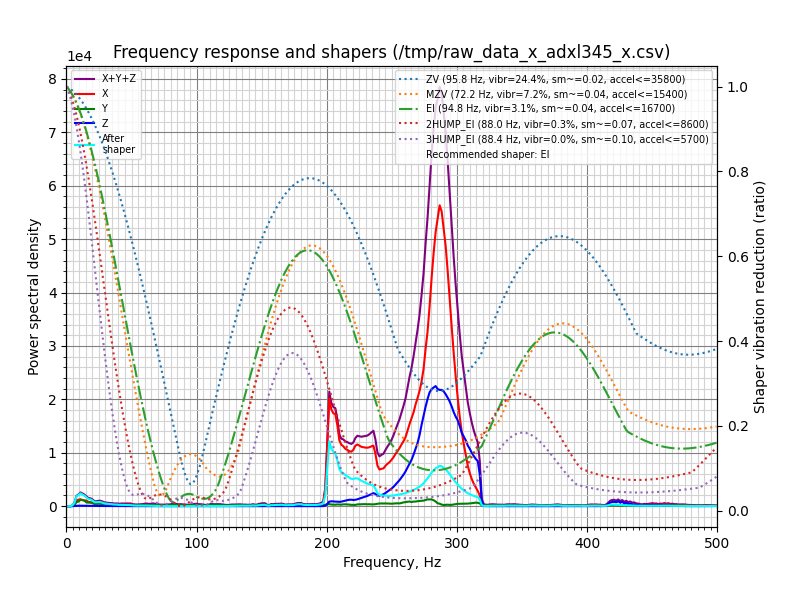 Frequency response and shapers (/tmp/raw_data_x_adxl345_x.csv)
1e4
X+Y+Z
X
Y
Z
After
shaper
ZV (95.8 Hz, vibr=24.4%, sm~=0.02, accel<=35800)
MZV (72.2 Hz, vibr=7.2%, sm~=0.04, accel<=15400)
EI (94.8 Hz, vibr=3.1%, sm~=0.04, accel<=16700)
2HUMP_EI (88.0 Hz, vibr=0.3%, sm~=0.07, accel<=8600)
3HUMP_EI (88.4 Hz, vibr=0.0%, sm~=0.10, accel<=5700)
Recommended shaper: EI
8
7
6
5
4
3
2
1
0
Power spectral density
1.0
0.8
0.6
0.4
0.2
0.0
Shaper vibration reduction (ratio)
0 100 200 300 400 500
Frequency, Hz